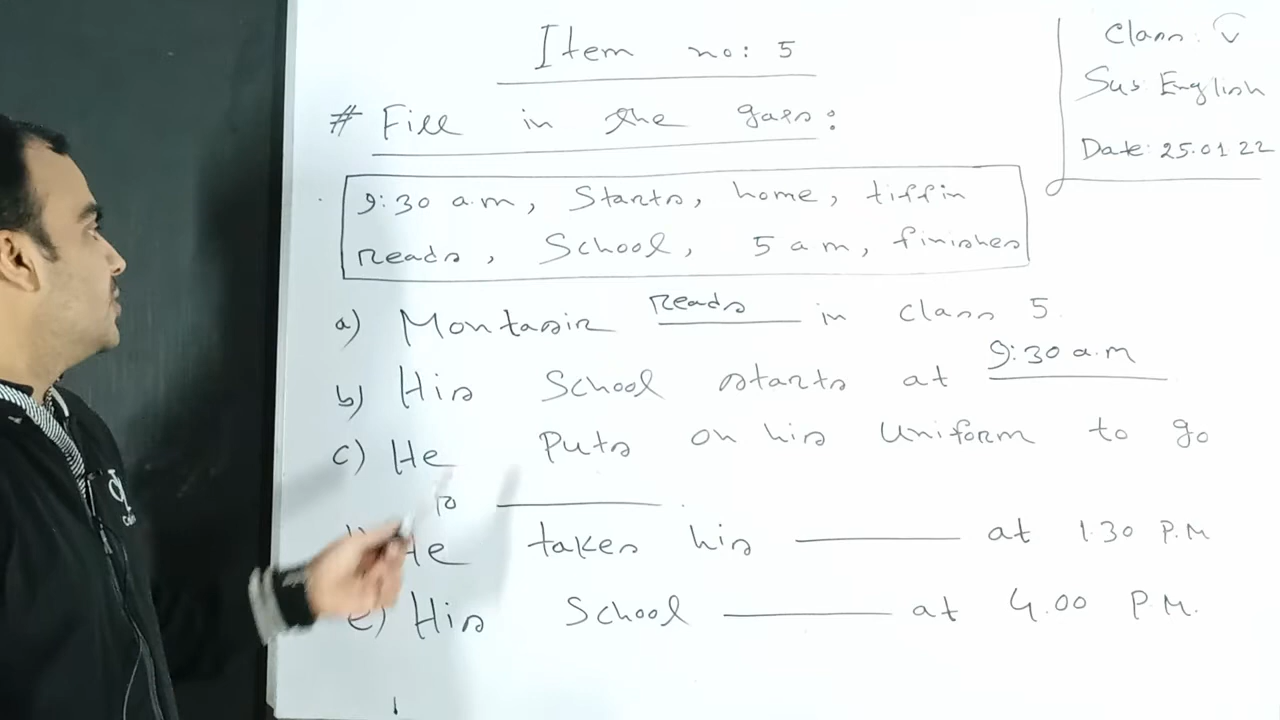 Item no: 5
Class: V
Sub: English
Date: 25.01.22
# Fill in the gaps:
9:30 a.m, Starts, home, tiffin
reads, School, 5 am, finishes
a) Montasir reads in class 5.
b) His School starts at 9:30 a.m
c) He Puts on his Uniform to go
to
He takes his at 1.30 P.M
e) His School at 4.00 P.M.